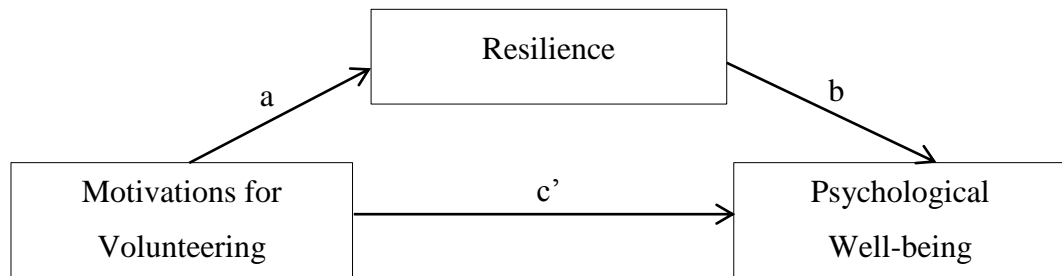 Resilience
a
b
Motivations for
Volunteering
c’
Psychological
Well-being